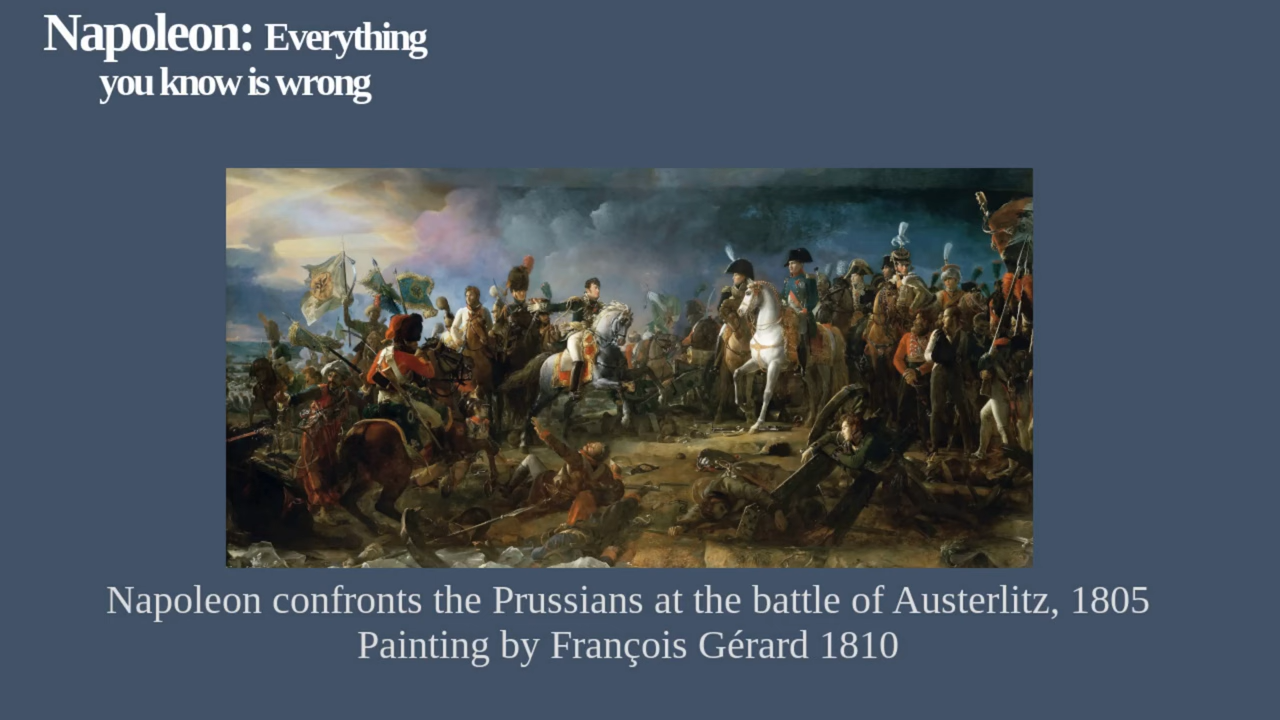 Napoleon: Everything
you know is wrong
Napoleon confronts the Prussians at the battle of Austerlitz, 1805
Painting by François Gérard 1810